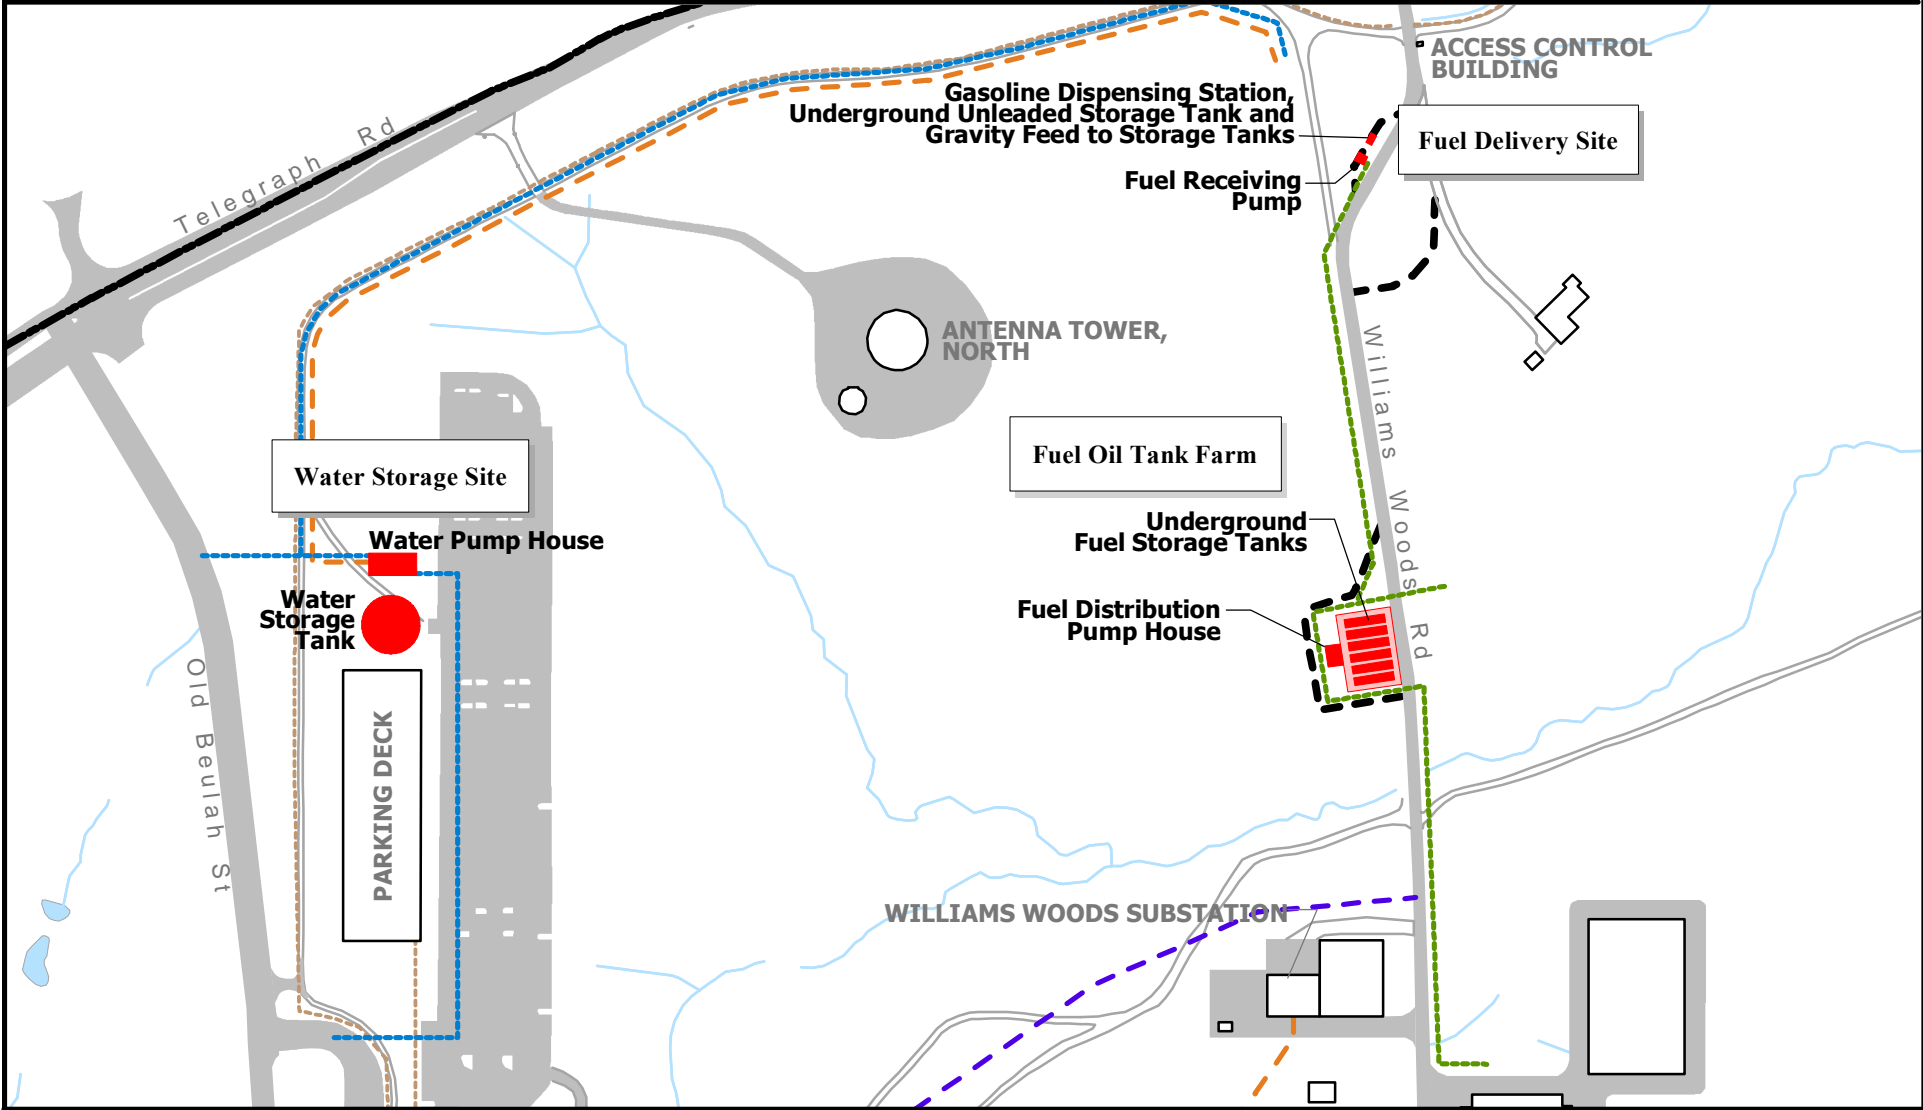 ACCESS CONTROL
BUILDING
Gasoline Dispensing Station,
Underground Unleaded Storage Tank and
Gravity Feed to Storage Tanks
Fuel Delivery Site
Telegraph Rd
Fuel Receiving
Pump
ANTENNA TOWER,
NORTH
Williams Woods Rd
Fuel Oil Tank Farm
Water Storage Site
Underground
Fuel Storage Tanks
Water Pump House
Water
Storage
Tank
Fuel Distribution
Pump House
Old Beulah St
PARKING DECK
WILLIAMS WOODS SUBSTATION